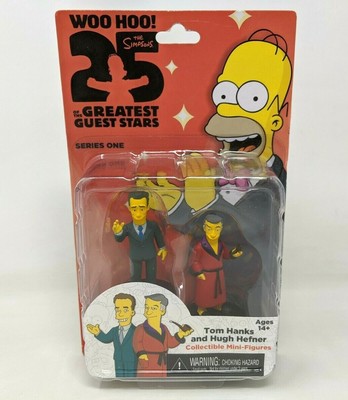 WOO HOO!
THE
Simpsons
25
OF THE GREATEST
GUEST STARS
SERIES ONE
Ages
14+
Tom Hanks
and Hugh Hefner
Collectible Mini-Figures
WARNING: CHOKING HAZARD